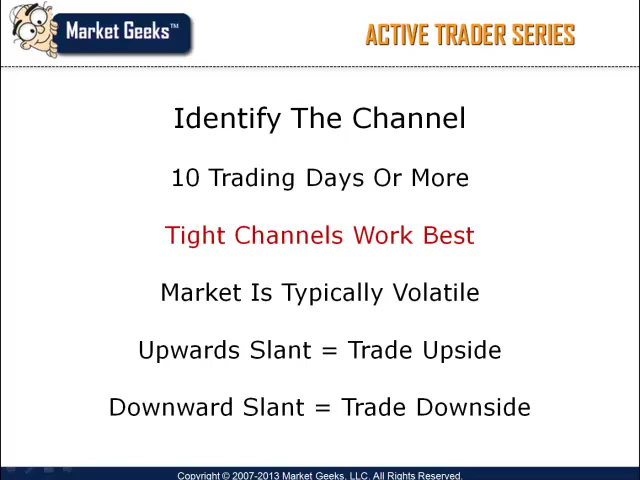 Market Geeks™
ACTIVE TRADER SERIES
Identify The Channel
10 Trading Days Or More
Tight Channels Work Best
Market Is Typically Volatile
Upwards Slant = Trade Upside
Downward Slant = Trade Downside
Copyright © 2007-2013 Market Geeks, LLC. All Rights Reserved.